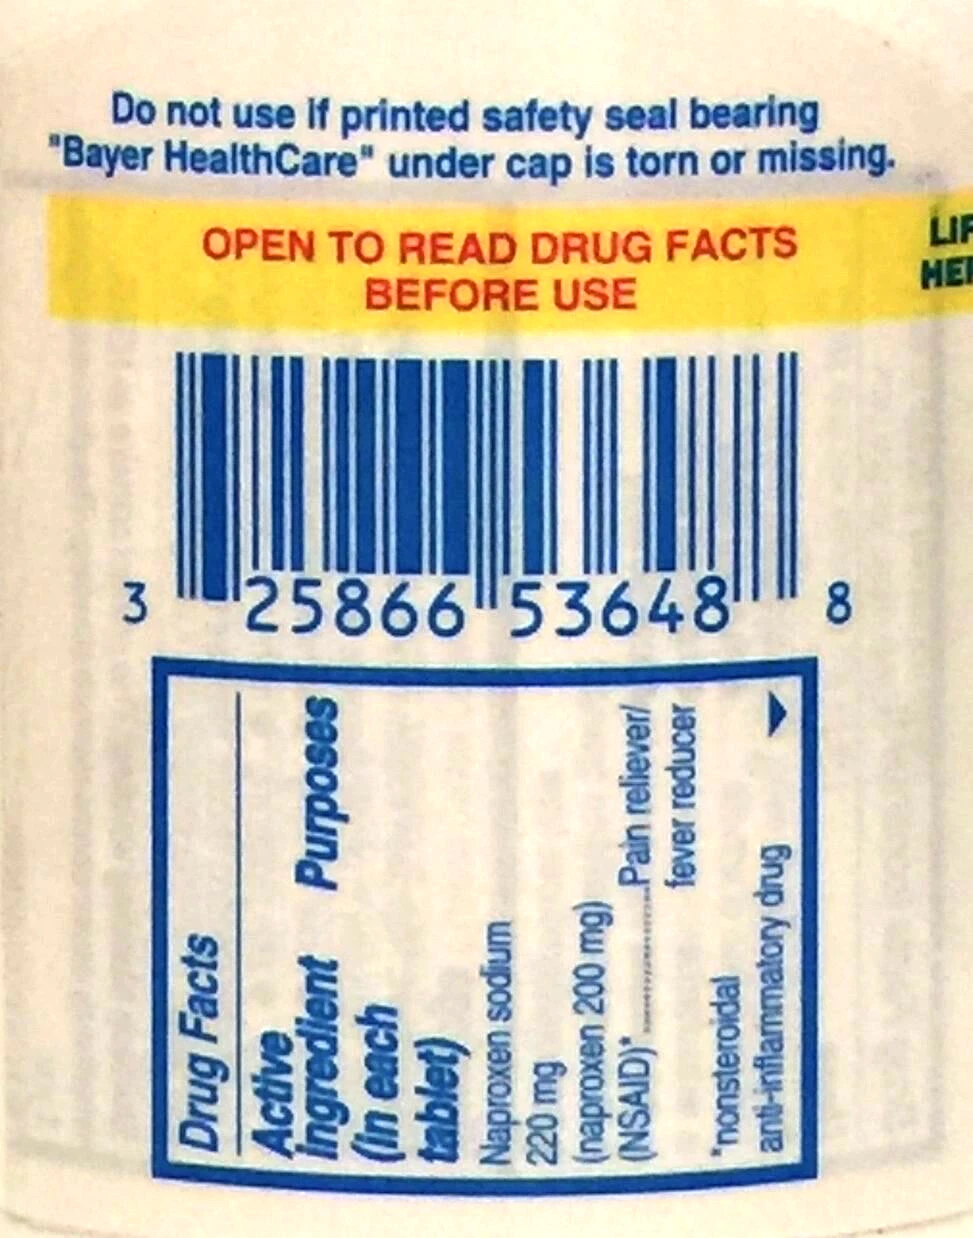 Do not use if printed safety seal bearing
"Bayer HealthCare" under cap is torn or missing.
OPEN TO READ DRUG FACTS
BEFORE USE
LIF
HE
3 25866 53648 8
Drug Facts
Active
ingredient Purposes
(in each
tablet)
Naproxen sodium
220 mg
(naproxen 200 mg)
(NSAID)*..........Pain reliever/
fever reducer
*nonsteroidal
anti-inflammatory drug